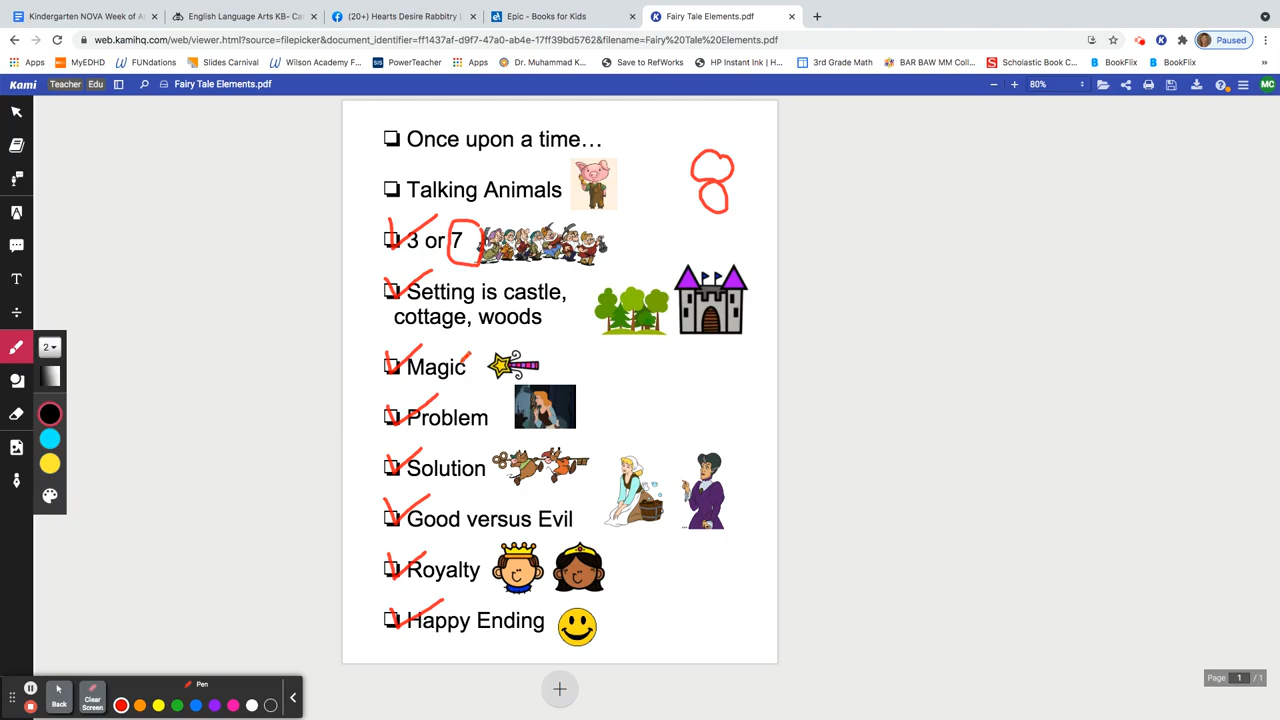 Kindergarten NOVA Week of A
English Language Arts KB- Ca
(20+) Hearts Desire Rabbitry |
Epic - Books for Kids
Fairy Tale Elements.pdf
web.kamihq.com/web/viewer.html?source=filepicker&document_identifier=ff1437af-d9f7-47a0-ab4e-17ff39bd5762&filename=Fairy%20Tale%20Elements.pdf
Paused
Apps
MyEDHD
FUNdations
Slides Carnival
Wilson Academy F...
PowerTeacher
Apps
Dr. Muhammad K...
Save to RefWorks
HP Instant Ink | H...
3rd Grade Math
BAR BAW MM Coll...
Scholastic Book C...
BookFlix
BookFlix
Kami
Teacher
Edu
Fairy Tale Elements.pdf
80%
MC
Once upon a time…
Talking Animals
8
3 or 7
Setting is castle,
cottage, woods
Magic
Problem
Solution
Good versus Evil
Royalty
Happy Ending
2
Pen
Back
Clear
Screen
Page 1 / 1